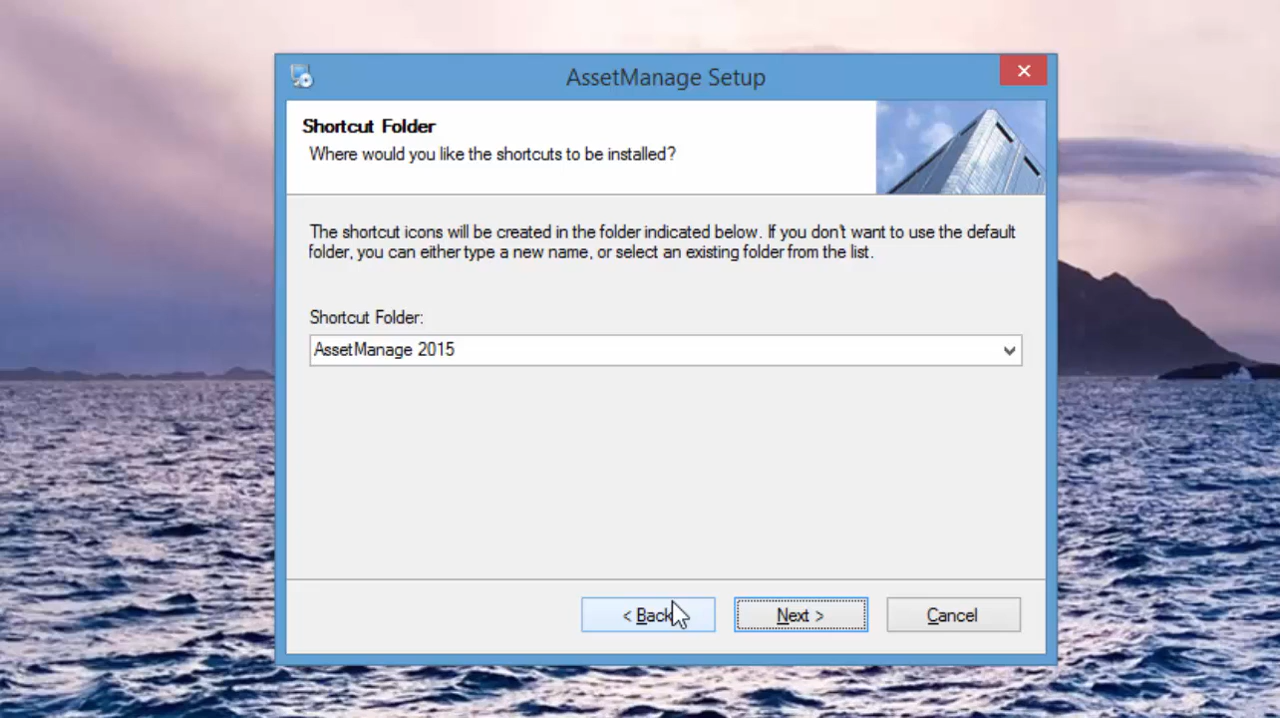 AssetManage Setup
Shortcut Folder
Where would you like the shortcuts to be installed?
The shortcut icons will be created in the folder indicated below. If you don't want to use the default
folder, you can either type a new name, or select an existing folder from the list.
Shortcut Folder:
AssetManage 2015
< Back
Next >
Cancel